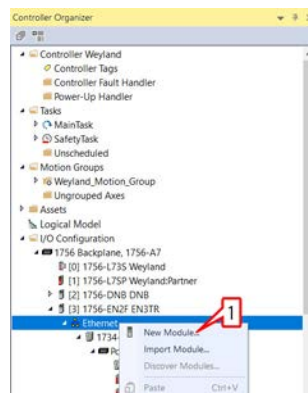 Controller Organizer
Controller Weyland
Controller Tags
Controller Fault Handler
Power-Up Handler
Tasks
MainTask
SafetyTask
Unscheduled
Motion Groups
Weyland_Motion_Group
Ungrouped Axes
Assets
Logical Model
I/O Configuration
1756 Backplane, 1756-A7
[0] 1756-L73S Weyland
[1] 1756-L7SP Weyland:Partner
[2] 1756-DNB DNB
[3] 1756-EN2F EN3TR
Ethernet
1
New Module...
1734-
Import Module...
Po
Discover Modules...
Paste Ctrl+V